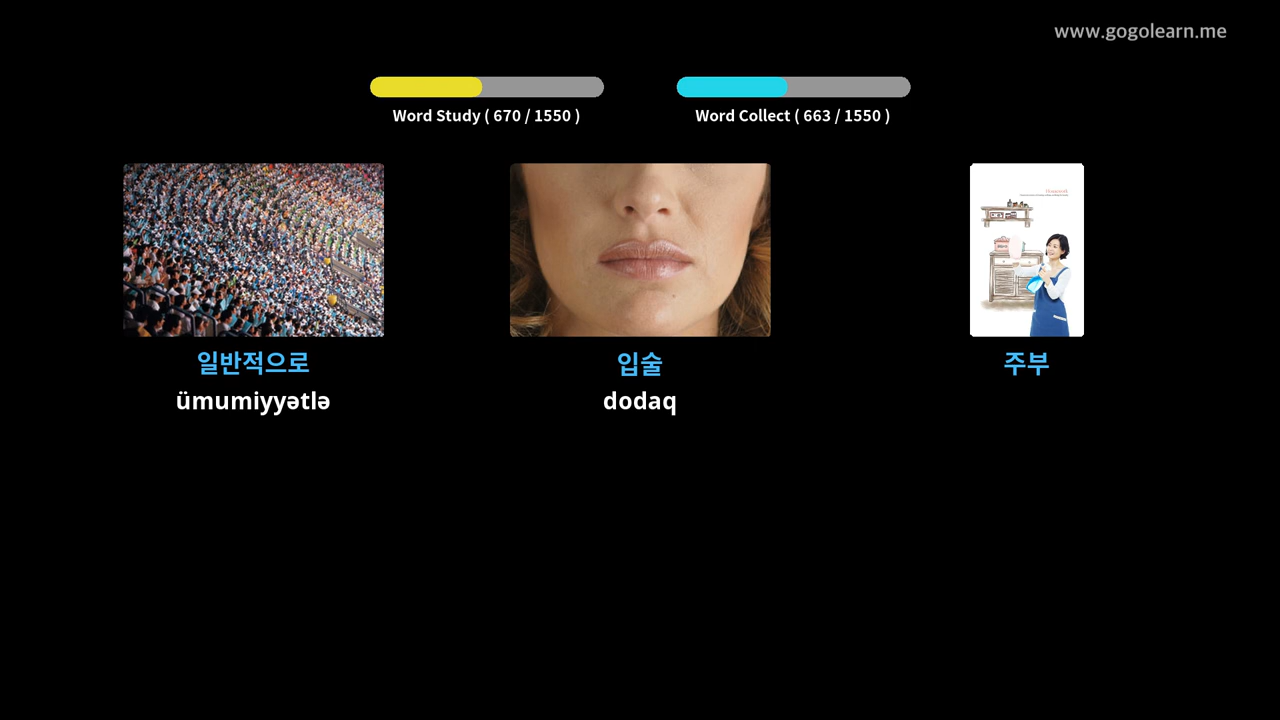 www.gogolearn.me
Word Study ( 670 / 1550 )
Word Collect ( 663 / 1550 )
일반적으로
ümumiyyətlə
입술
dodaq
주부